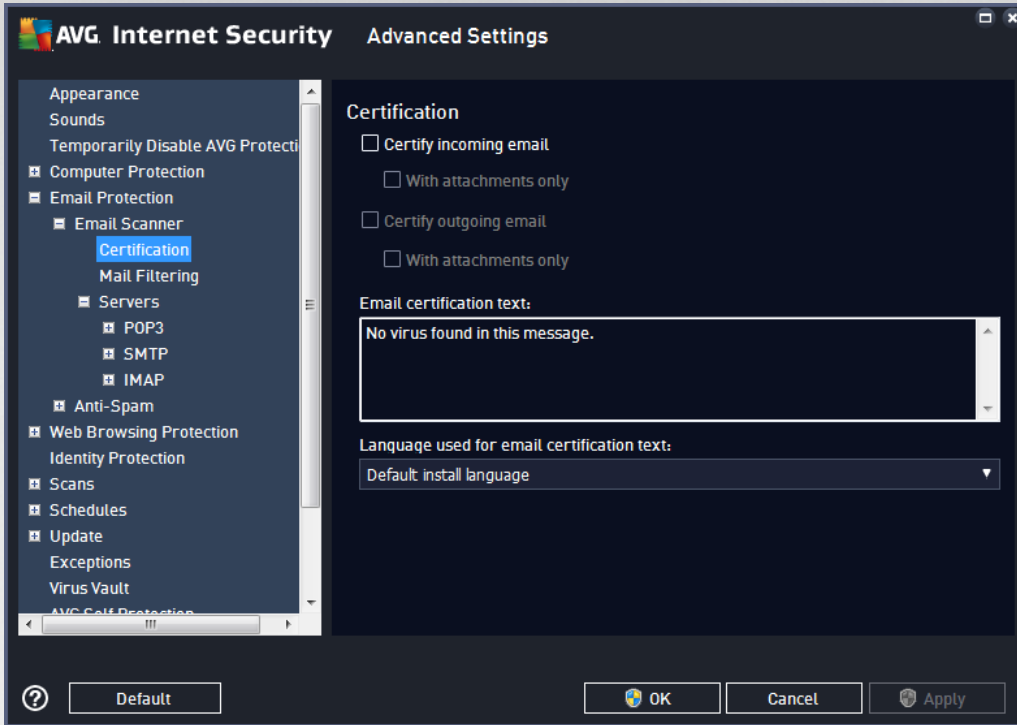 AVG. Internet Security Advanced Settings
Appearance
Sounds
Temporarily Disable AVG Protecti
Computer Protection
Email Protection
Email Scanner
Certification
Mail Filtering
Servers
POP3
SMTP
IMAP
Anti-Spam
Web Browsing Protection
Identity Protection
Scans
Schedules
Update
Exceptions
Virus Vault
AVG Self Protection
Certification
Certify incoming email
With attachments only
Certify outgoing email
With attachments only
Email certification text:
No virus found in this message.
Language used for email certification text:
Default install language
Default
OK
Cancel
Apply